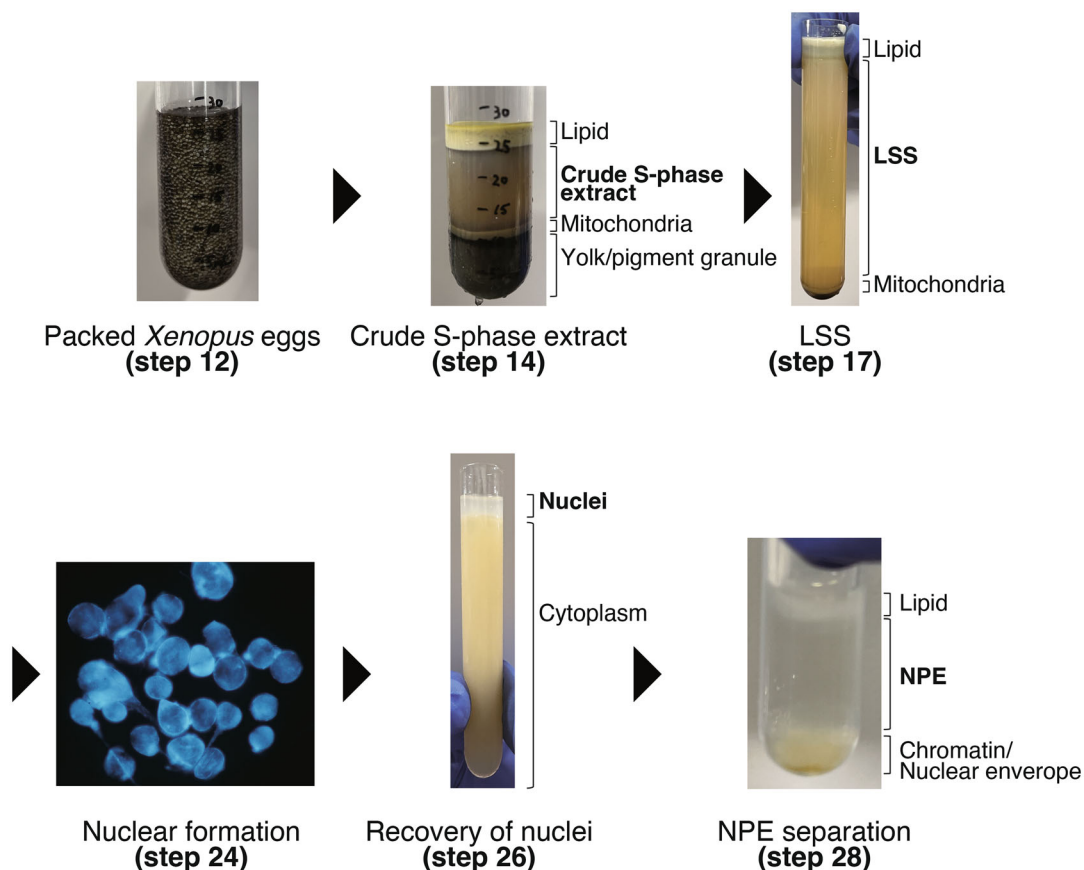 30
Lipid
Crude S-phase
extract
Mitochondria
Yolk/pigment granule
30
25
20
15
Lipid
LSS
Mitochondria
Packed Xenopus eggs
(step 12)
Crude S-phase extract
(step 14)
LSS
(step 17)
Nuclei
Cytoplasm
Lipid
NPE
Chromatin/
Nuclear enverope
Nuclear formation
(step 24)
Recovery of nuclei
(step 26)
NPE separation
(step 28)